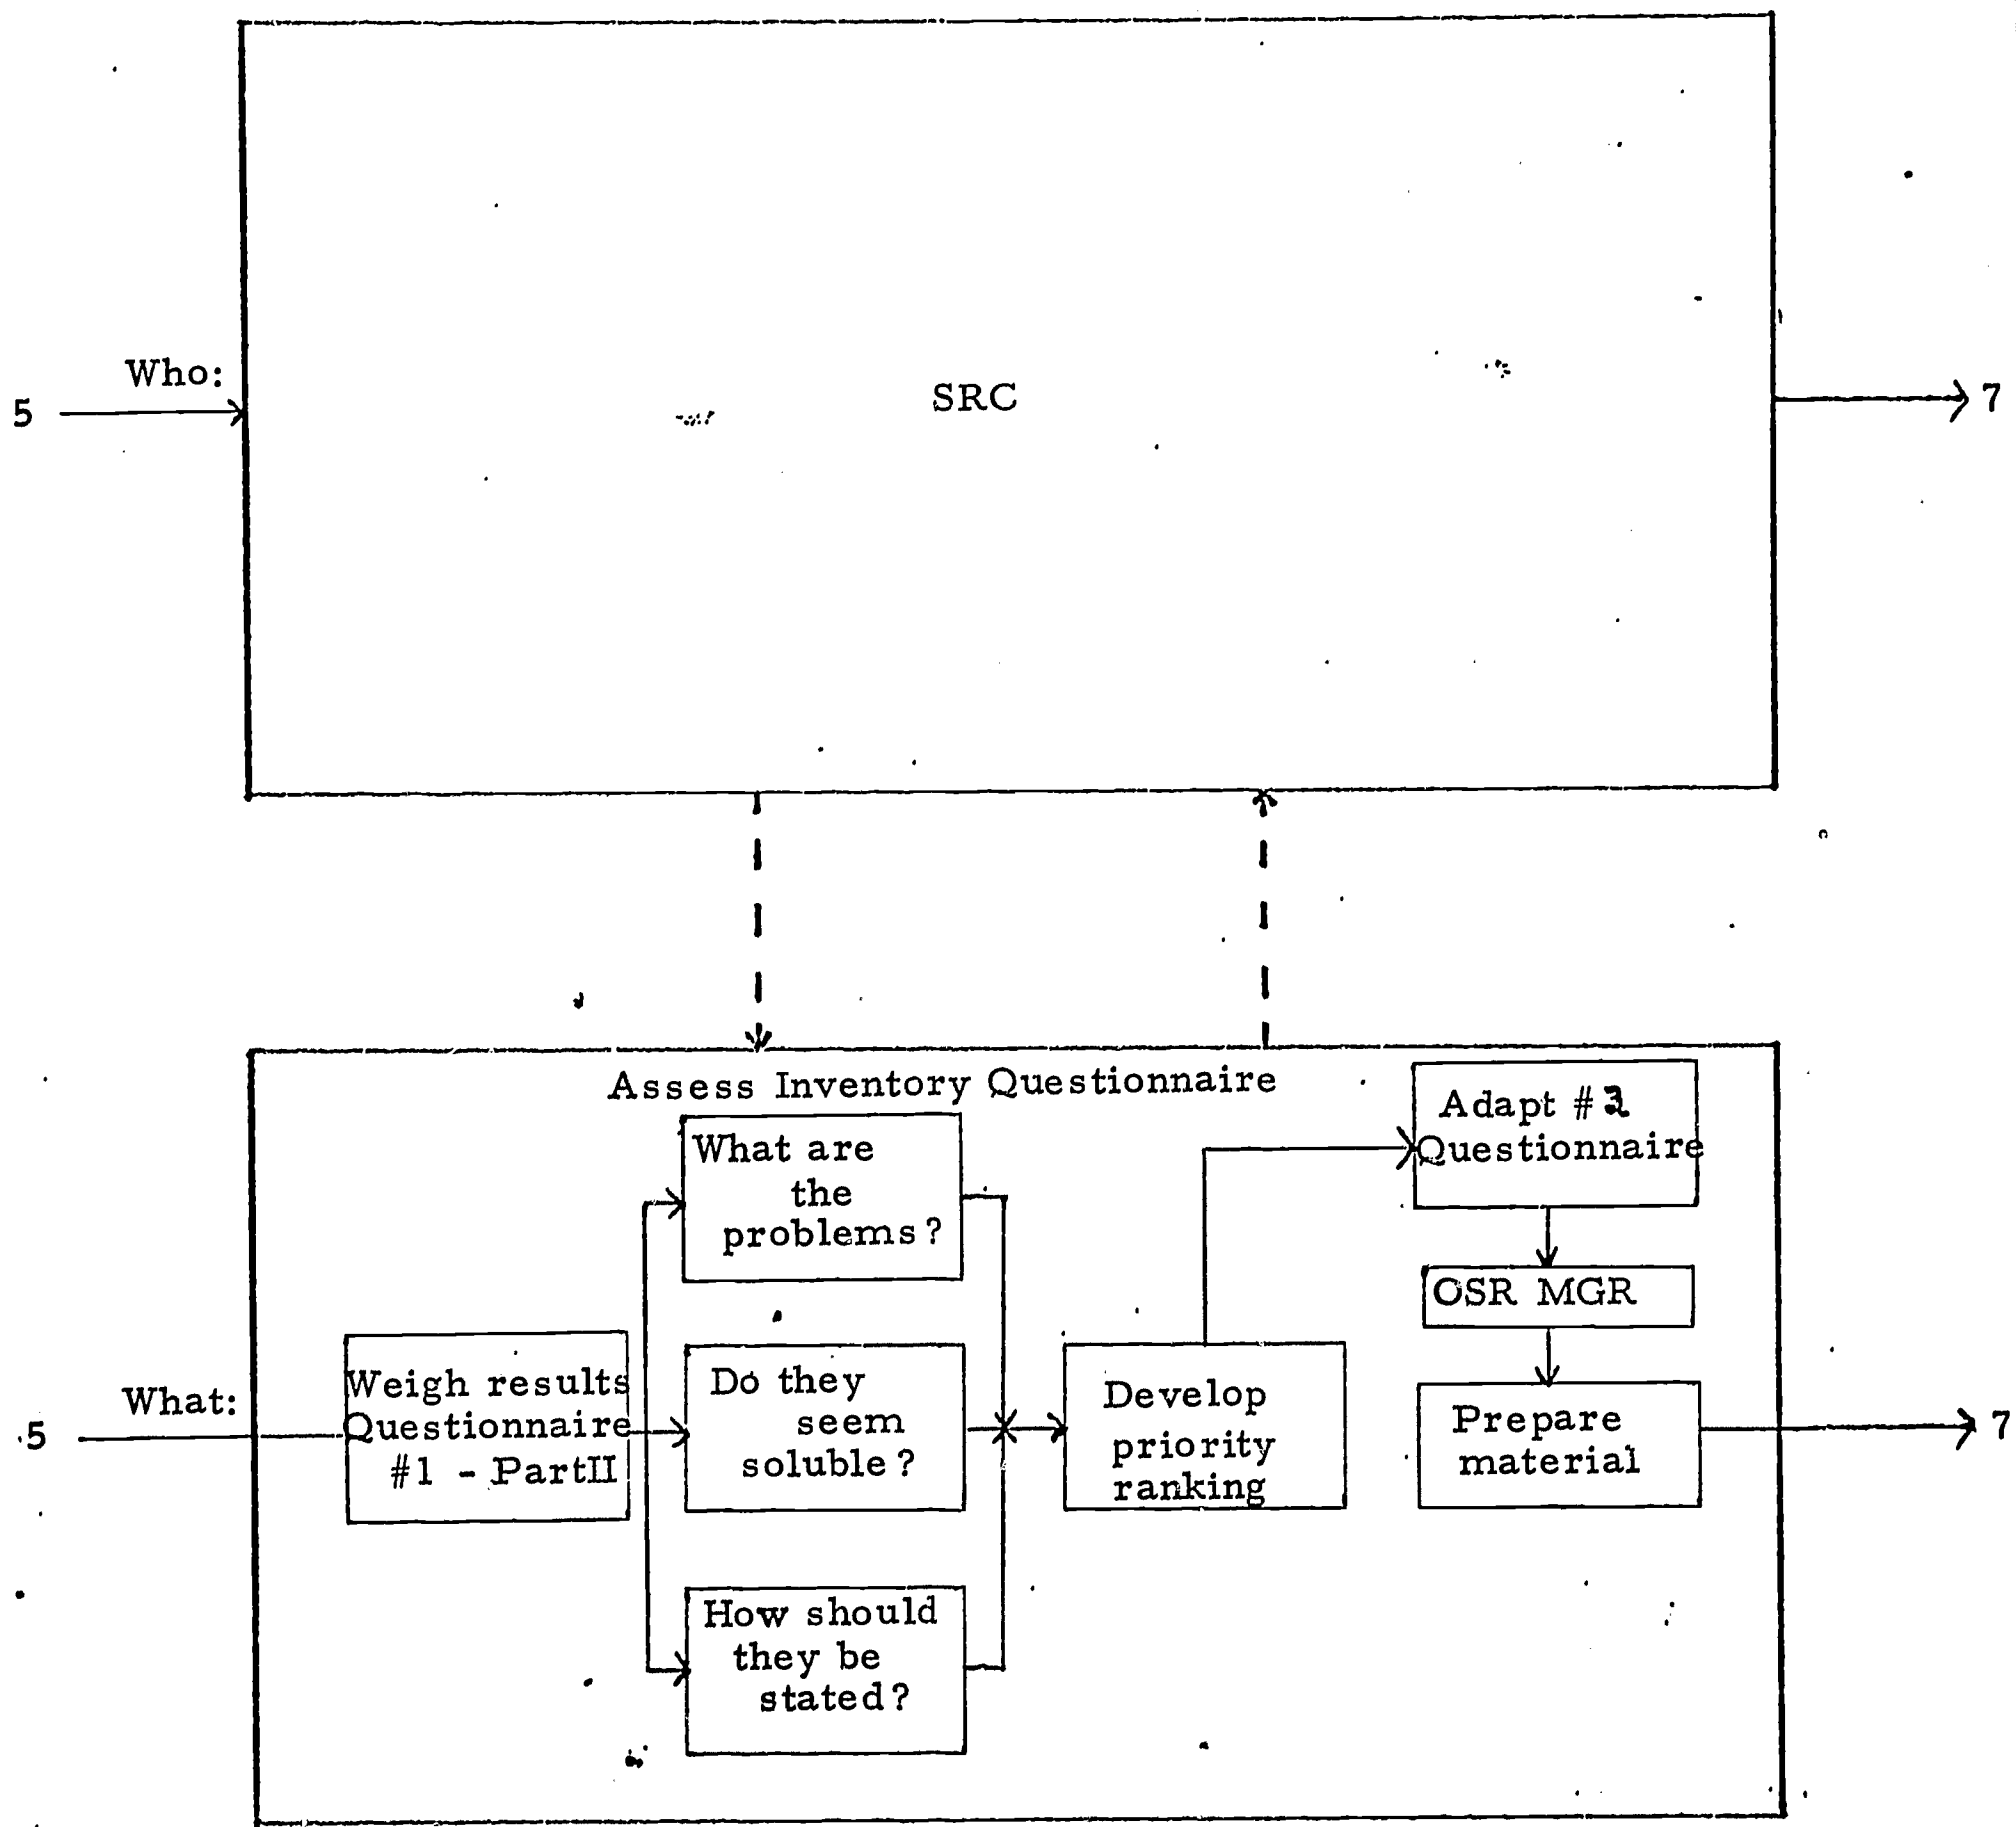 Who:
5
SRC
7
Assess Inventory Questionnaire
What are
the
problems?
Adapt #
Questionnaire
OSR MGR
Weigh results
Questionnaire
#1 - PartII
Do they
seem
soluble?
Develop
priority
ranking
Prepare
material
What:
5
7
How should
they be
stated?